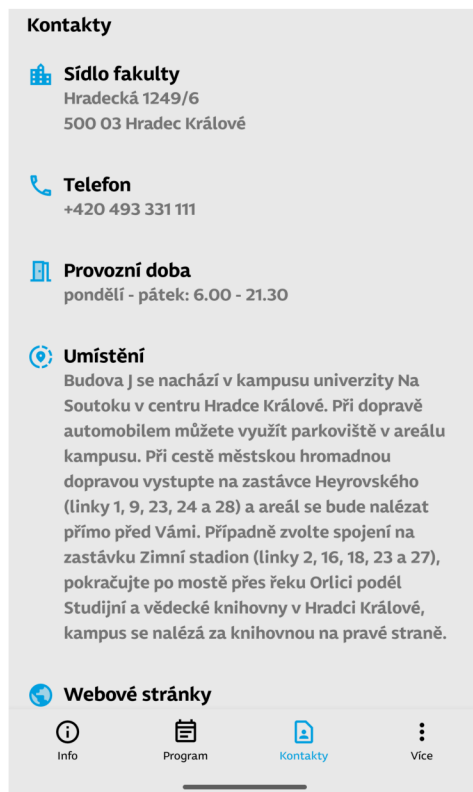 Kontakty
Sídlo fakulty
Hradecká 1249/6
500 03 Hradec Králové
Telefon
+420 493 331 111
Provozní doba
pondělí - pátek: 6.00 - 21.30
Umístění
Budova J se nachází v kampusu univerzity Na
Soutoku v centru Hradce Králové. Při dopravě
automobilem můžete využít parkoviště v areálu
kampusu. Při cestě městskou hromadnou
dopravou vystupte na zastávce Heyrovského
(linky 1, 9, 23, 24 a 28) a areál se bude nalézat
přímo před Vámi. Případně zvolte spojení na
zastávku Zimní stadion (linky 2, 16, 18, 23 a 27),
pokračujte po mostě přes řeku Orlici podél
Studijní a vědecké knihovny v Hradci Králové,
kampus se nalézá za knihovnou na pravé straně.
Webové stránky
Info Program Kontakty Více